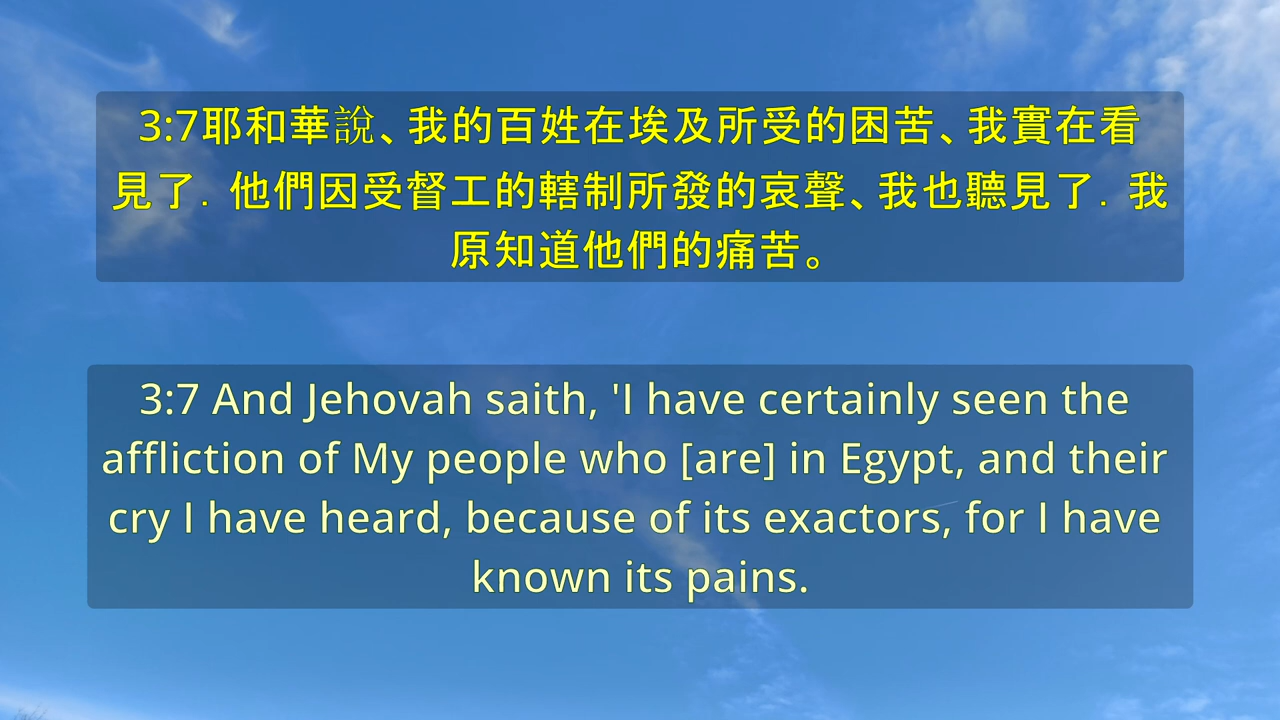 3:7耶和華說、我的百姓在埃及所受的困苦、我實在看
見了．他們因受督工的轄制所發的哀聲、我也聽見了．我
原知道他們的痛苦。
3:7 And Jehovah saith, 'I have certainly seen the
affliction of My people who [are] in Egypt, and their
cry I have heard, because of its exactors, for I have
known its pains.